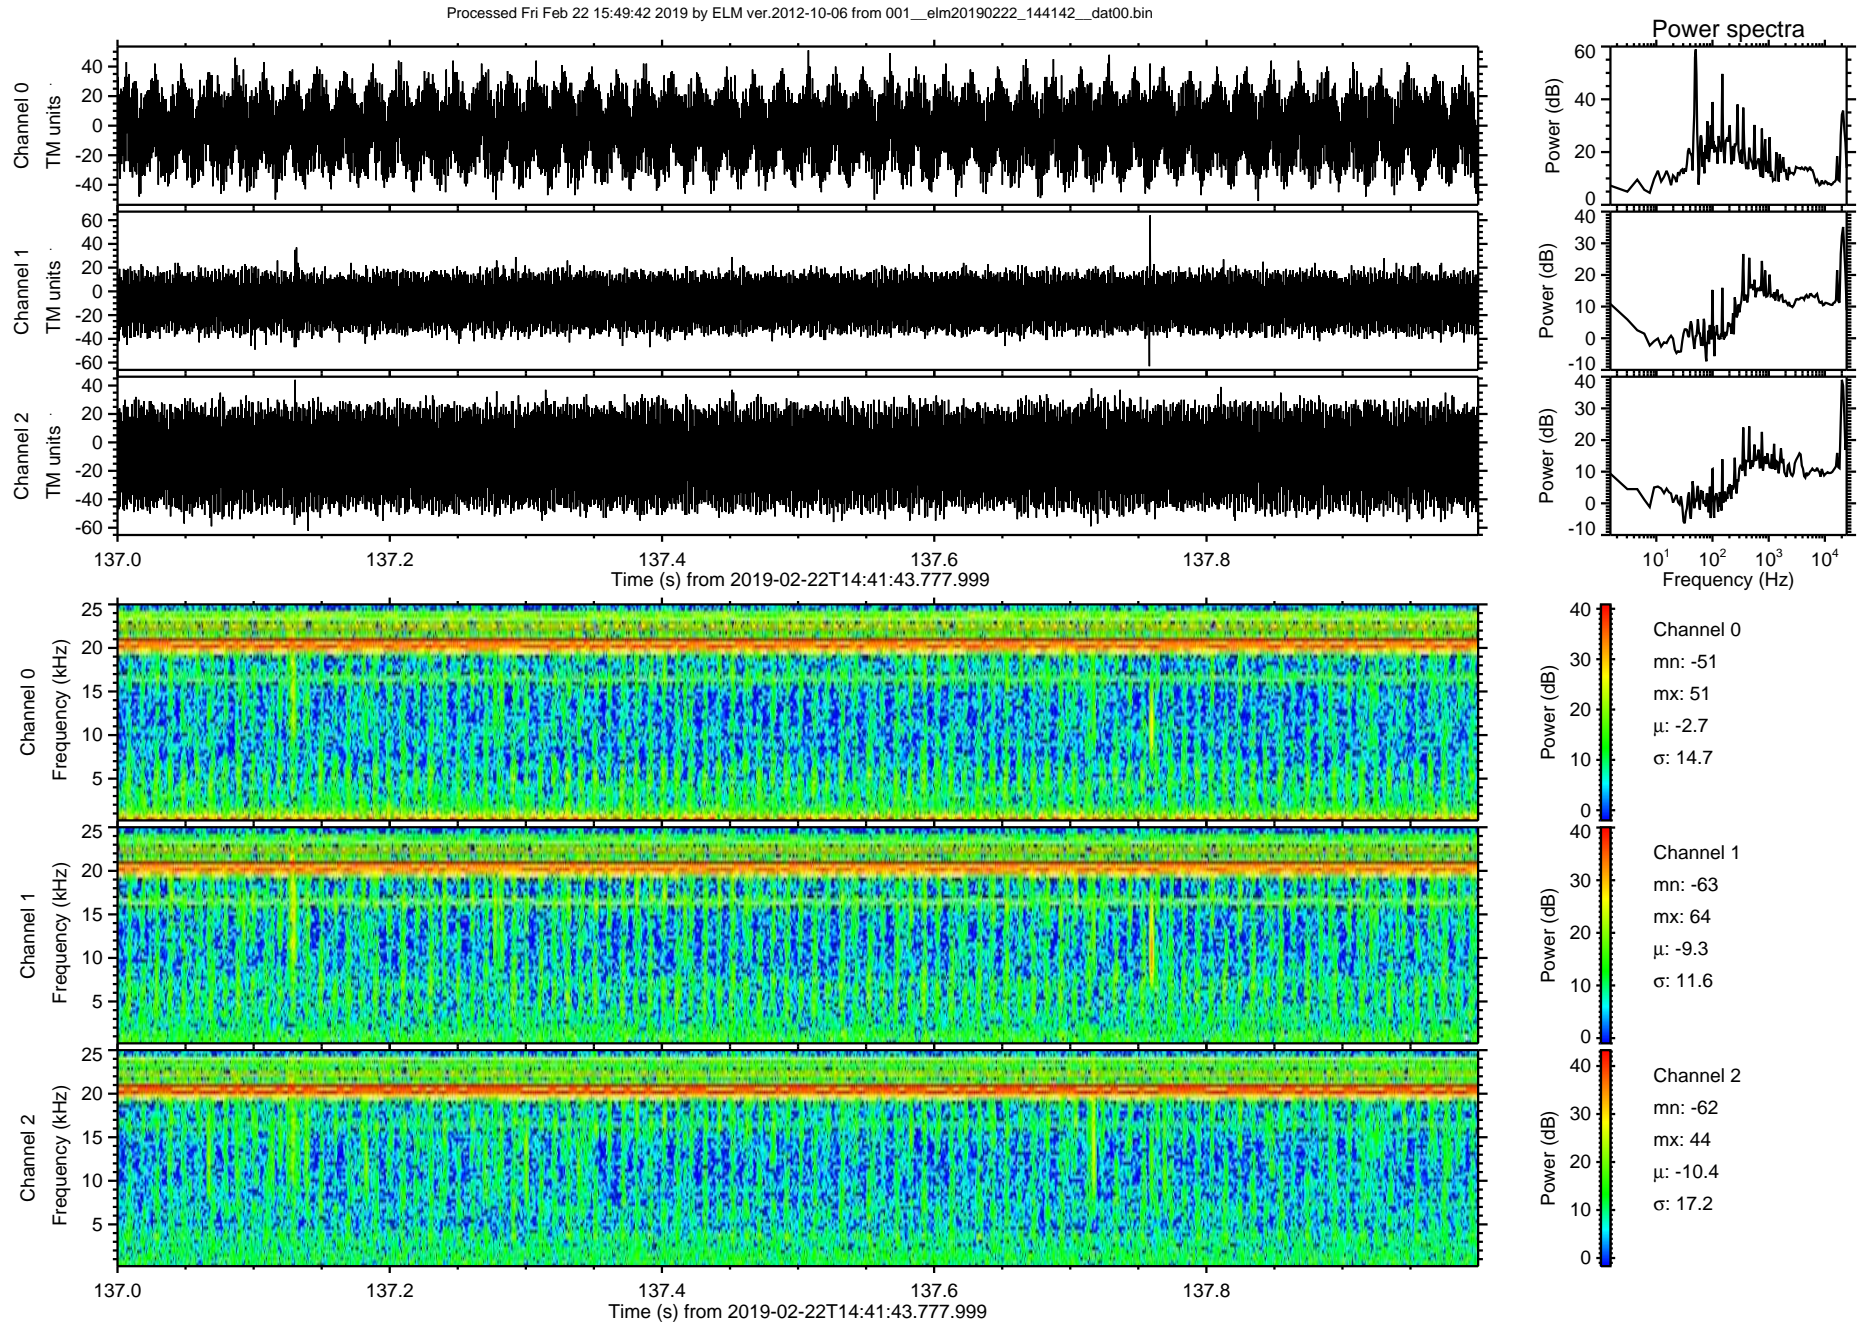 Processed Fri Feb 22 15:49:42 2019 by ELM ver.2012-10-06 from 001__elm20190222_144142__dat00.bin
Power spectra
Channel 0
TM units
40
20
0
-20
-40
Power (dB)
60
40
20
0
Channel 1
TM units
60
40
20
0
-20
-40
-60
Power (dB)
40
30
20
10
0
-10
Channel 2
TM units
40
20
0
-20
-40
-60
Power (dB)
40
30
20
10
0
-10
137.0 137.2 137.4 137.6 137.8
Time (s) from 2019-02-22T14:41:43.777.999
10^1 10^2 10^3 10^4
Frequency (Hz)
Channel 0
Frequency (kHz)
25
20
15
10
5
Power (dB)
40
30
20
10
0
Channel 0
mn: -51
mx: 51
μ: -2.7
σ: 14.7
Channel 1
Frequency (kHz)
25
20
15
10
5
Power (dB)
40
30
20
10
0
Channel 1
mn: -63
mx: 64
μ: -9.3
σ: 11.6
Channel 2
Frequency (kHz)
25
20
15
10
5
Power (dB)
40
30
20
10
0
Channel 2
mn: -62
mx: 44
μ: -10.4
σ: 17.2
137.0 137.2 137.4 137.6 137.8
Time (s) from 2019-02-22T14:41:43.777.999